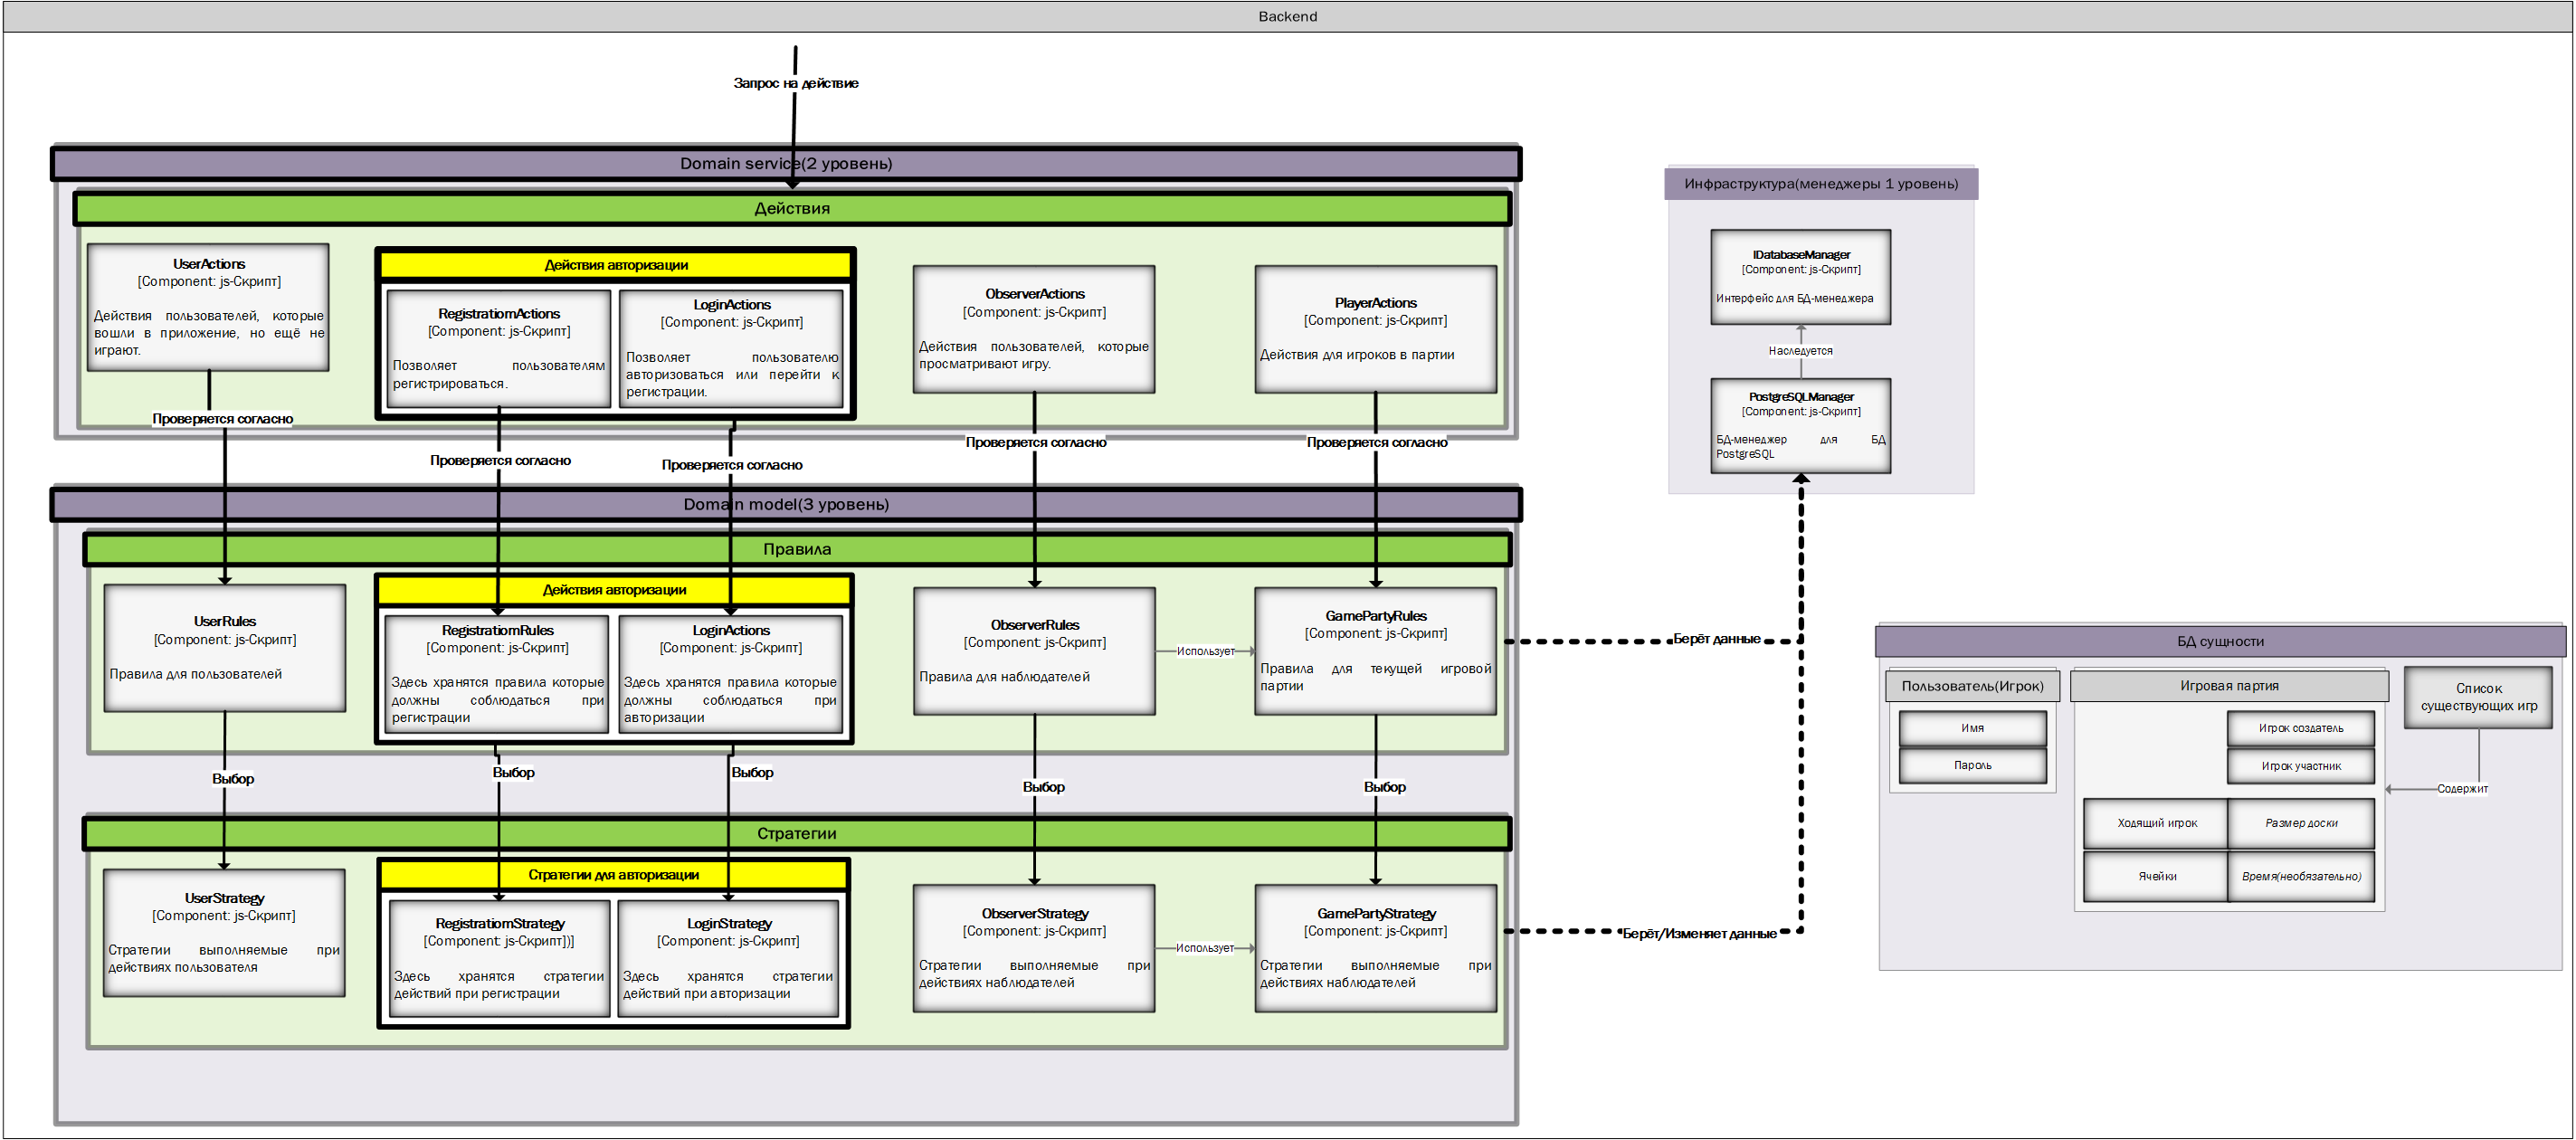 Backend
Запрос на действие
Domain service(2 уровень)
Действия
UserActions
[Component: js-Скрипт]
Действия пользователей, которые
вошли в приложение, но ещё не
играют.
Действия авторизации
RegistratiomActions
[Component: js-Скрипт]
Позволяет пользователям
регистрироваться.
LoginActions
[Component: js-Скрипт]
Позволяет пользователю
авторизоваться или перейти к
регистрации.
ObserverActions
[Component: js-Скрипт]
Действия пользователей, которые
просматривают игру.
PlayerActions
[Component: js-Скрипт]
Действия для игроков в партии
Проверяется согласно
Проверяется согласно
Проверяется согласно
Проверяется согласно
Проверяется согласно
Domain model(3 уровень)
Правила
UserRules
[Component: js-Скрипт]
Правила для пользователей
Действия авторизации
RegistratiomRules
[Component: js-Скрипт]
Здесь хранятся правила которые
должны соблюдаться при
регистрации
LoginActions
[Component: js-Скрипт]
Здесь хранятся правила которые
должны соблюдаться при
авторизации
ObserverRules
[Component: js-Скрипт]
Правила для наблюдателей
Использует
GamePartyRules
[Component: js-Скрипт]
Правила для текущей игровой
партии
Выбор
Выбор
Выбор
Выбор
Выбор
Стратегии
UserStrategy
[Component: js-Скрипт]
Стратегии выполняемые при
действиях пользователя
Стратегии для авторизации
RegistratiomStrategy
[Component: js-Скрипт])]
Здесь хранятся стратегии
действий при регистрации
LoginStrategy
[Component: js-Скрипт]
Здесь хранятся стратегии
действий при авторизации
ObserverStrategy
[Component: js-Скрипт]
Стратегии выполняемые при
действиях наблюдателей
Использует
GamePartyStrategy
[Component: js-Скрипт]
Стратегии выполняемые при
действиях наблюдателей
Берёт данные
Берёт/Изменяет данные
Инфраструктура(менеджеры 1 уровень)
IDatabaseManager
[Component: js-Скрипт]
Интерфейс для БД-менеджера
Наследуется
PostgreSQLManager
[Component: js-Скрипт]
БД-менеджер для БД
PostgreSQL
БД сущности
Пользователь(Игрок)
Имя
Пароль
Игровая партия
Игрок создатель
Игрок участник
Ходящий игрок
Размер доски
Ячейки
Время(необязательно)
Список
существующих игр
Содержит